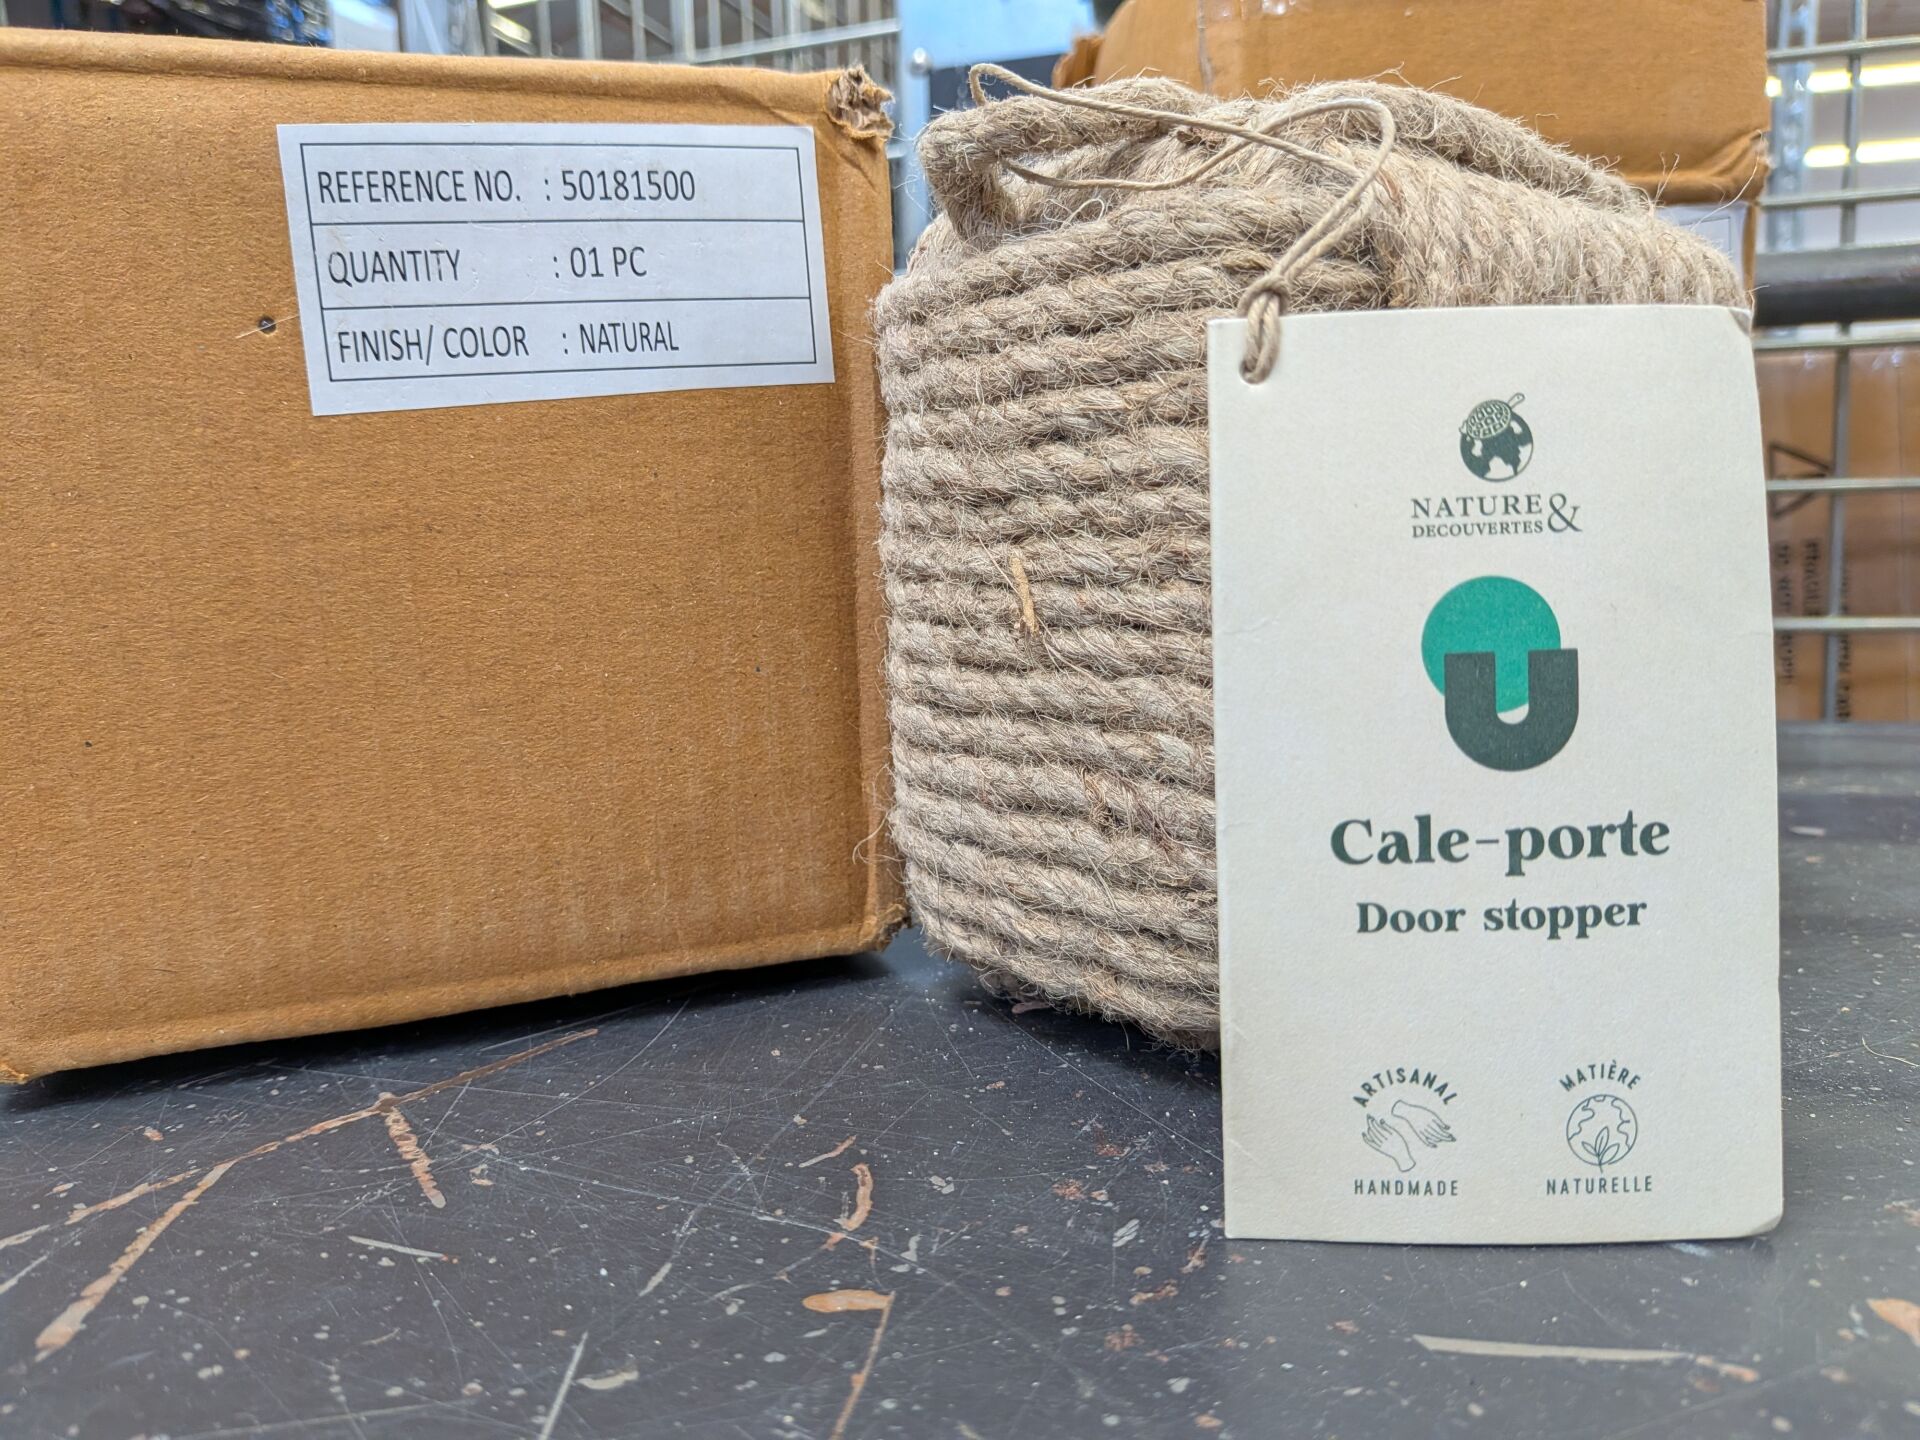 REFERENCE NO. : 50181500
QUANTITY : 01 PC
FINISH/ COLOR : NATURAL
NATURE &
DECOUVERTES
Cale-porte
Door stopper
ARTISANAL
HANDMADE
MATIÈRE
NATURELLE